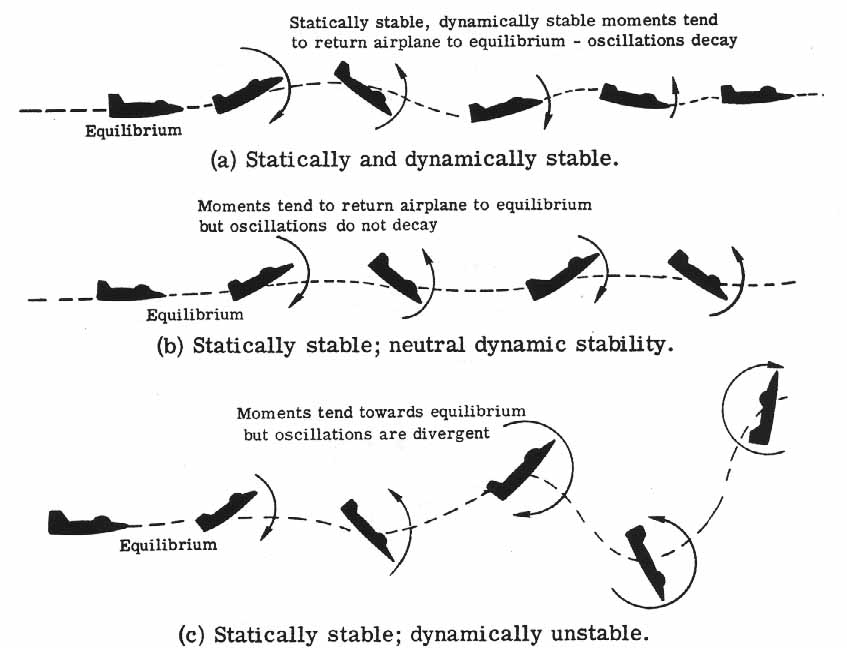 Statically stable, dynamically stable moments tend
to return airplane to equilibrium - oscillations decay
Equilibrium
(a) Statically and dynamically stable.
Moments tend to return airplane to equilibrium
but oscillations do not decay
Equilibrium
(b) Statically stable; neutral dynamic stability.
Moments tend towards equilibrium
but oscillations are divergent
Equilibrium
(c) Statically stable; dynamically unstable.